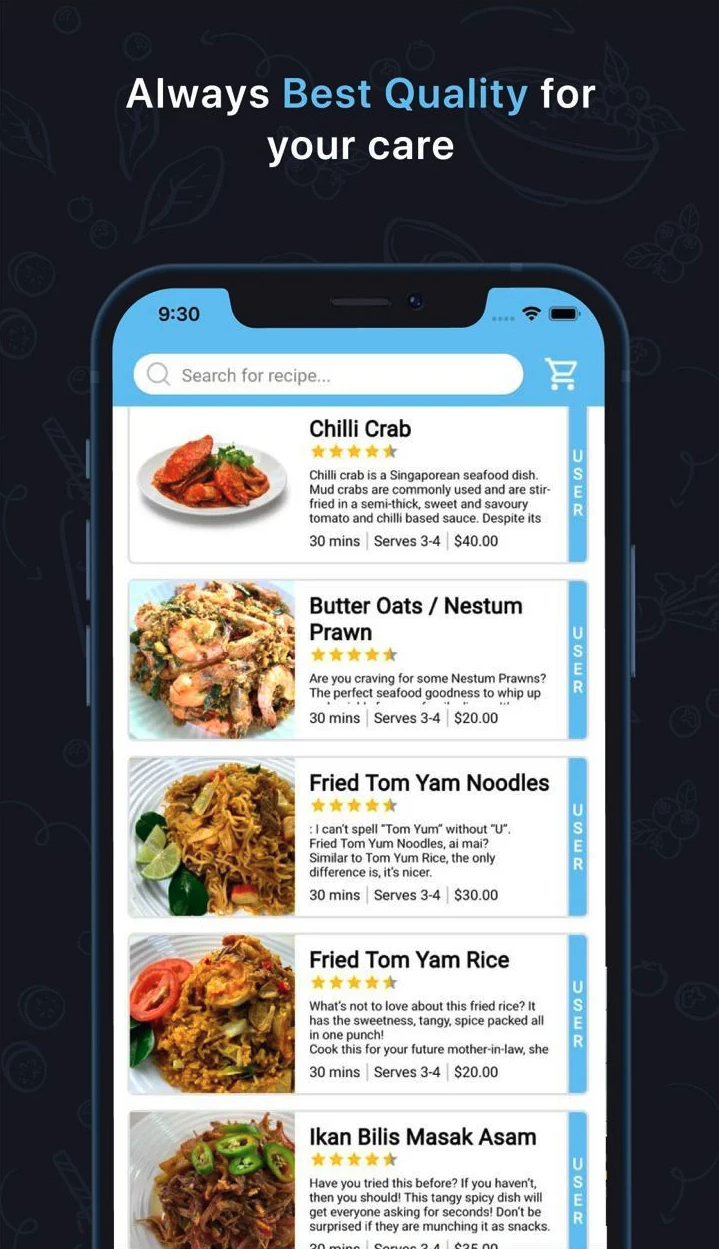 Always Best Quality for
your care
9:30
Search for recipe...
Chilli Crab
Chilli crab is a Singaporean seafood dish.
Mud crabs are commonly used and are stir-
fried in a semi-thick, sweet and savoury
tomato and chilli based sauce. Despite its
30 mins | Serves 3-4 | $40.00
USER
Butter Oats / Nestum
Prawn
Are you craving for some Nestum Prawns?
The perfect seafood goodness to whip up
30 mins | Serves 3-4 | $20.00
USER
Fried Tom Yam Noodles
: I can't spell "Tom Yum" without "U".
Fried Tom Yam Noodles, ai mai?
Similar to Tom Yum Rice, the only
difference is, it's nicer.
30 mins | Serves 3-4 | $30.00
USER
Fried Tom Yam Rice
What's not to love about this fried rice? It
has the sweetness, tangy, spice packed all
in one punch!
Cook this for your future mother-in-law, she
30 mins | Serves 3-4 | $20.00
USER
Ikan Bilis Masak Asam
Have you tried this before? If you haven't,
then you should! This tangy spicy dish will
get everyone asking for seconds! Don't be
surprised if they are munching it as snacks.
30 mins | Serves 3-4 | $35.00
USER